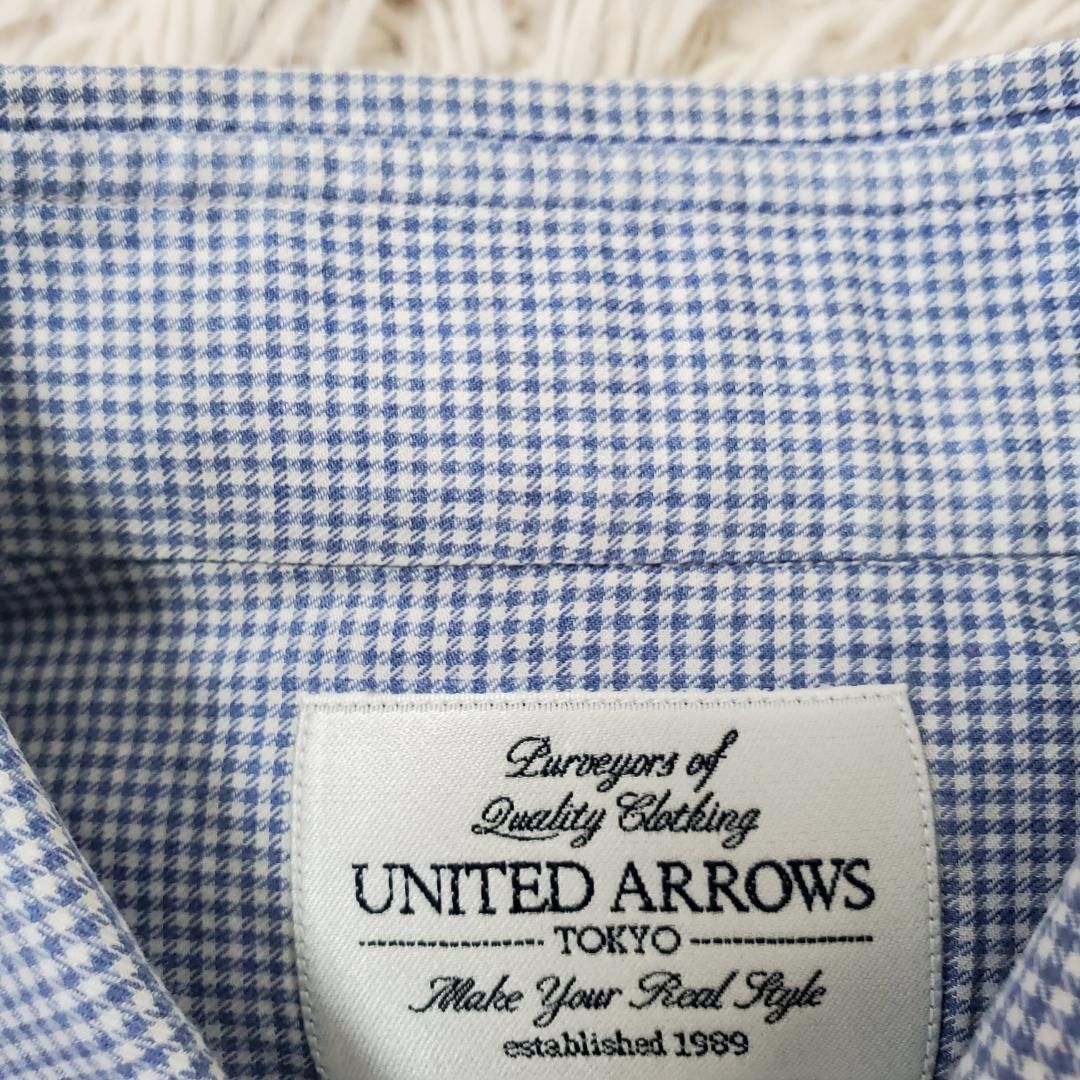 Purveyors of
Quality Clothing
UNITED ARROWS
TOKYO
Make Your Real Style
established 1989